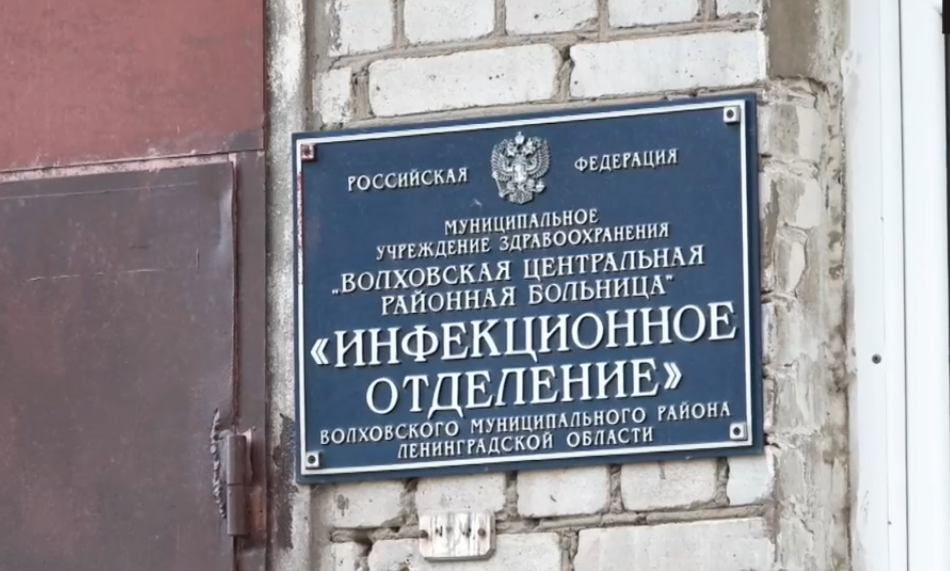 РОССИЙСКАЯ ФЕДЕРАЦИЯ
МУНИЦИПАЛЬНОЕ
УЧРЕЖДЕНИЕ ЗДРАВООХРАНЕНИЯ
„ВОЛХОВСКАЯ ЦЕНТРАЛЬНАЯ
РАЙОННАЯ БОЛЬНИЦА"
«ИНФЕКЦИОННОЕ
ОТДЕЛЕНИЕ»
ВОЛХОВСКОГО МУНИЦИПАЛЬНОГО РАЙОНА
ЛЕНИНГРАДСКОЙ ОБЛАСТИ